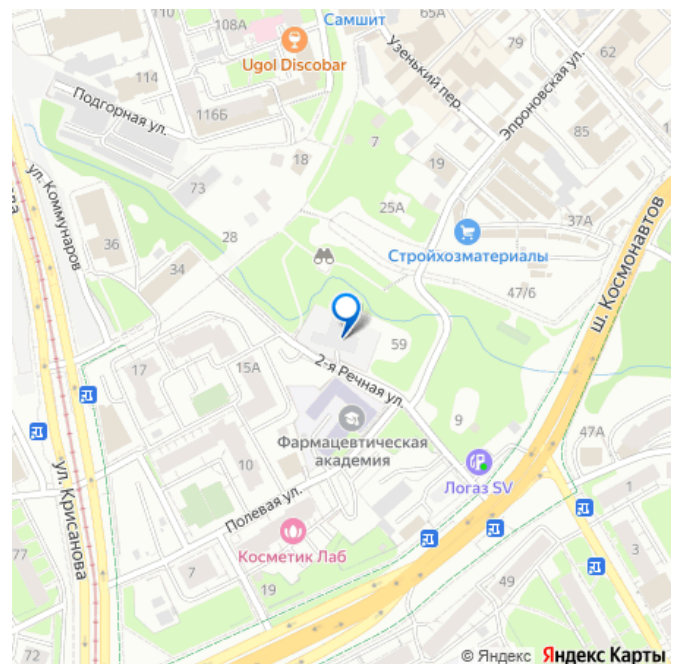 108А
Самшит
65А
Узенький пер.
79
62
Ugol Discobar
114
Подгорная ул.
116Б
Эпроновская ул.
85
7
19
18
73
ул. Коммунаров
25А
37А
Стройхозматериалы
ш. Космонавтов
36
28
34
47/6
59
2-я Речная ул.
15А
17
9
47А
Фармацевтическая
академия
10
Логаз SV
ул. Крисанова
Полевая ул.
1
3
77
Косметик Лаб
7
19
49
72
© Яндекс Яндекс Карты